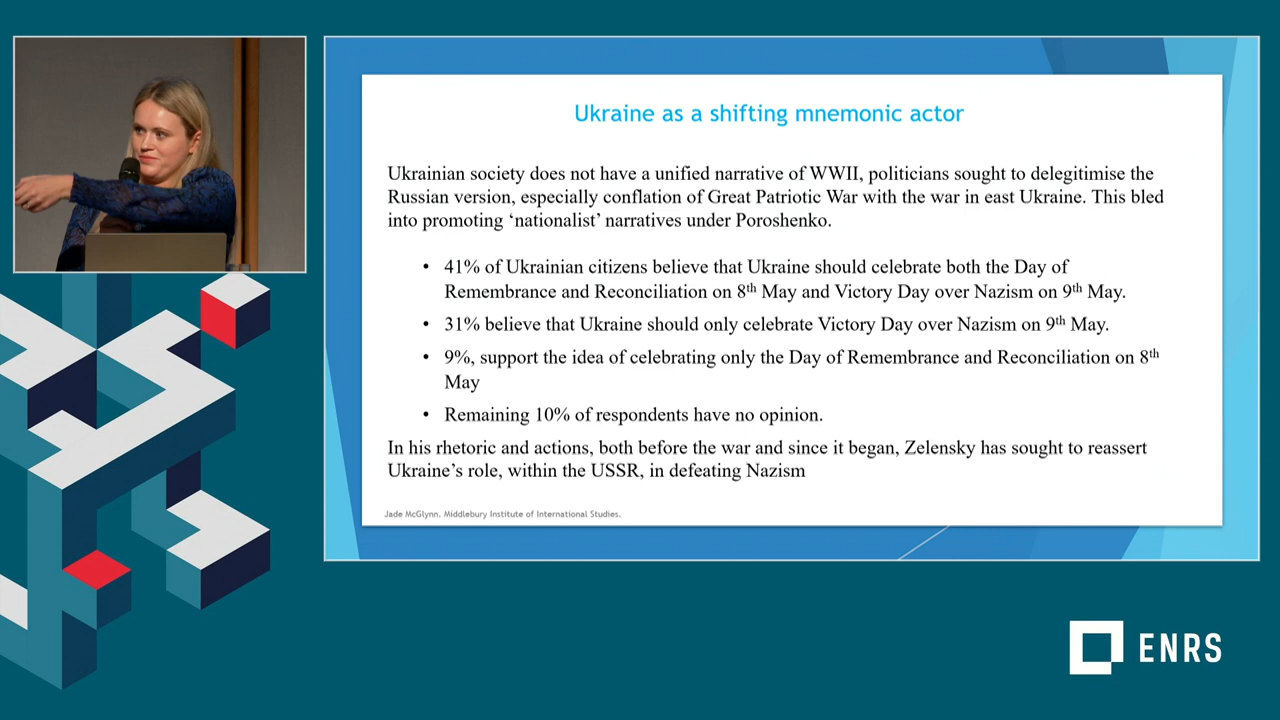 Ukraine as a shifting mnemonic actor
Ukrainian society does not have a unified narrative of WWII, politicians sought to delegitimise the
Russian version, especially conflation of Great Patriotic War with the war in east Ukraine. This bled
into promoting ‘nationalist’ narratives under Poroshenko.
• 41% of Ukrainian citizens believe that Ukraine should celebrate both the Day of
Remembrance and Reconciliation on 8th May and Victory Day over Nazism on 9th May.
• 31% believe that Ukraine should only celebrate Victory Day over Nazism on 9th May.
• 9%, support the idea of celebrating only the Day of Remembrance and Reconciliation on 8th
May
• Remaining 10% of respondents have no opinion.
In his rhetoric and actions, both before the war and since it began, Zelensky has sought to reassert
Ukraine’s role, within the USSR, in defeating Nazism
Jade McGlynn. Middlebury Institute of International Studies.
ENRS